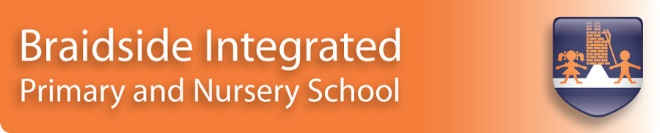 Braidside Integrated
Primary and Nursery School